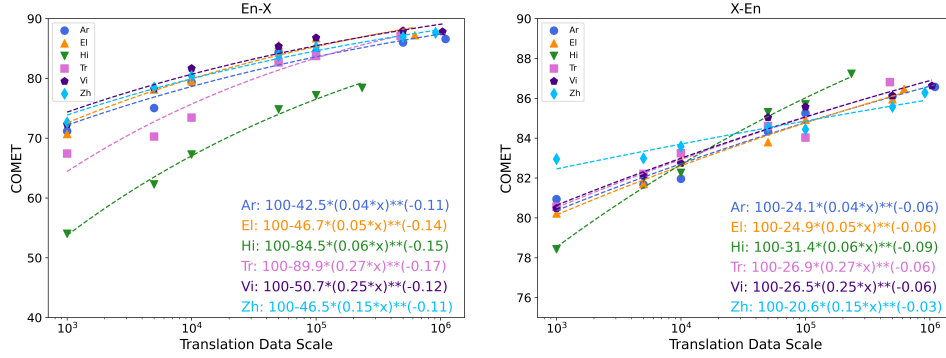 En-X
COMET
90
80
70
60
50
40
Ar
El
Hi
Tr
Vi
Zh
Ar: 100-42.5*(0.04*x)**(-0.11)
El: 100-46.7*(0.05*x)**(-0.14)
Hi: 100-84.5*(0.06*x)**(-0.15)
Tr: 100-89.9*(0.27*x)**(-0.17)
Vi: 100-50.7*(0.25*x)**(-0.12)
Zh: 100-46.5*(0.15*x)**(-0.11)
10³ 10⁴ 10⁵ 10⁶
Translation Data Scale
X-En
COMET
90
88
86
84
82
80
78
76
Ar
El
Hi
Tr
Vi
Zh
Ar: 100-24.1*(0.04*x)**(-0.06)
El: 100-24.9*(0.05*x)**(-0.06)
Hi: 100-31.4*(0.06*x)**(-0.09)
Tr: 100-26.9*(0.27*x)**(-0.06)
Vi: 100-26.5*(0.25*x)**(-0.06)
Zh: 100-20.6*(0.15*x)**(-0.03)
10³ 10⁴ 10⁵ 10⁶
Translation Data Scale